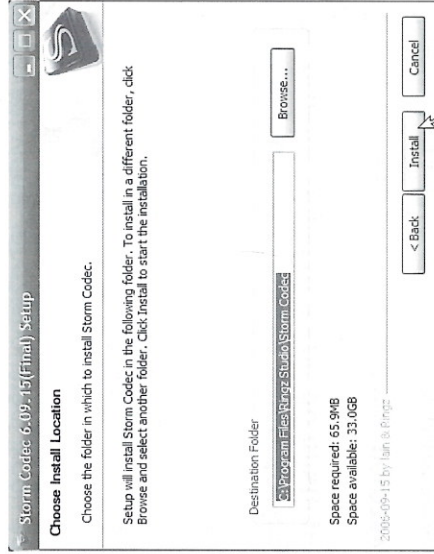 Storm Codec 6.09.15(Final) Setup
Choose Install Location
Choose the folder in which to install Storm Codec.
Setup will install Storm Codec in the following folder. To install in a different folder, click
Browse and select another folder. Click Install to start the installation.
Destination Folder
C:\Program Files\Ringz Studio\Storm Codec
Browse...
Space required: 65.9MB
Space available: 33.0GB
2006-09-15 by Iain & Ringz
< Back
Install
Cancel